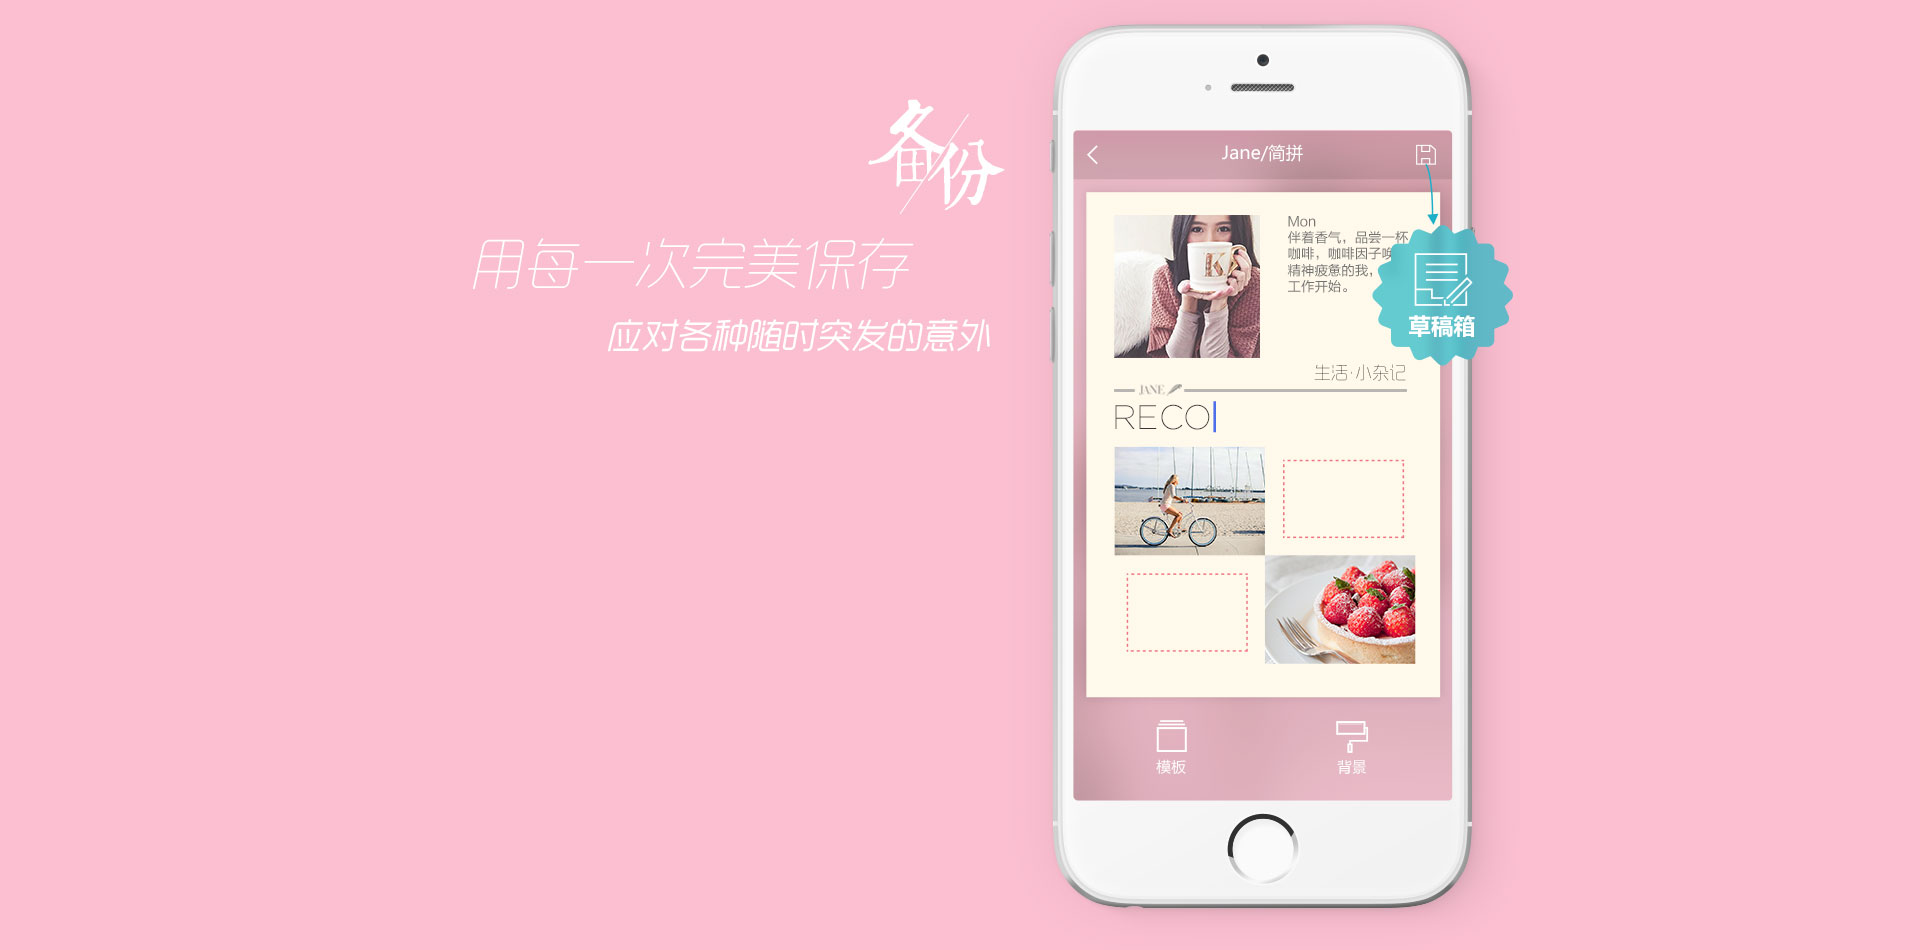 备份
用每一次完美保存
应对各种随时突发的意外
Jane/简拼
Mon
伴着香气，品尝一杯
咖啡，咖啡因子唤
精神疲惫的我，
工作开始。
草稿箱
生活·小杂记
JANE
RECO
模板
背景